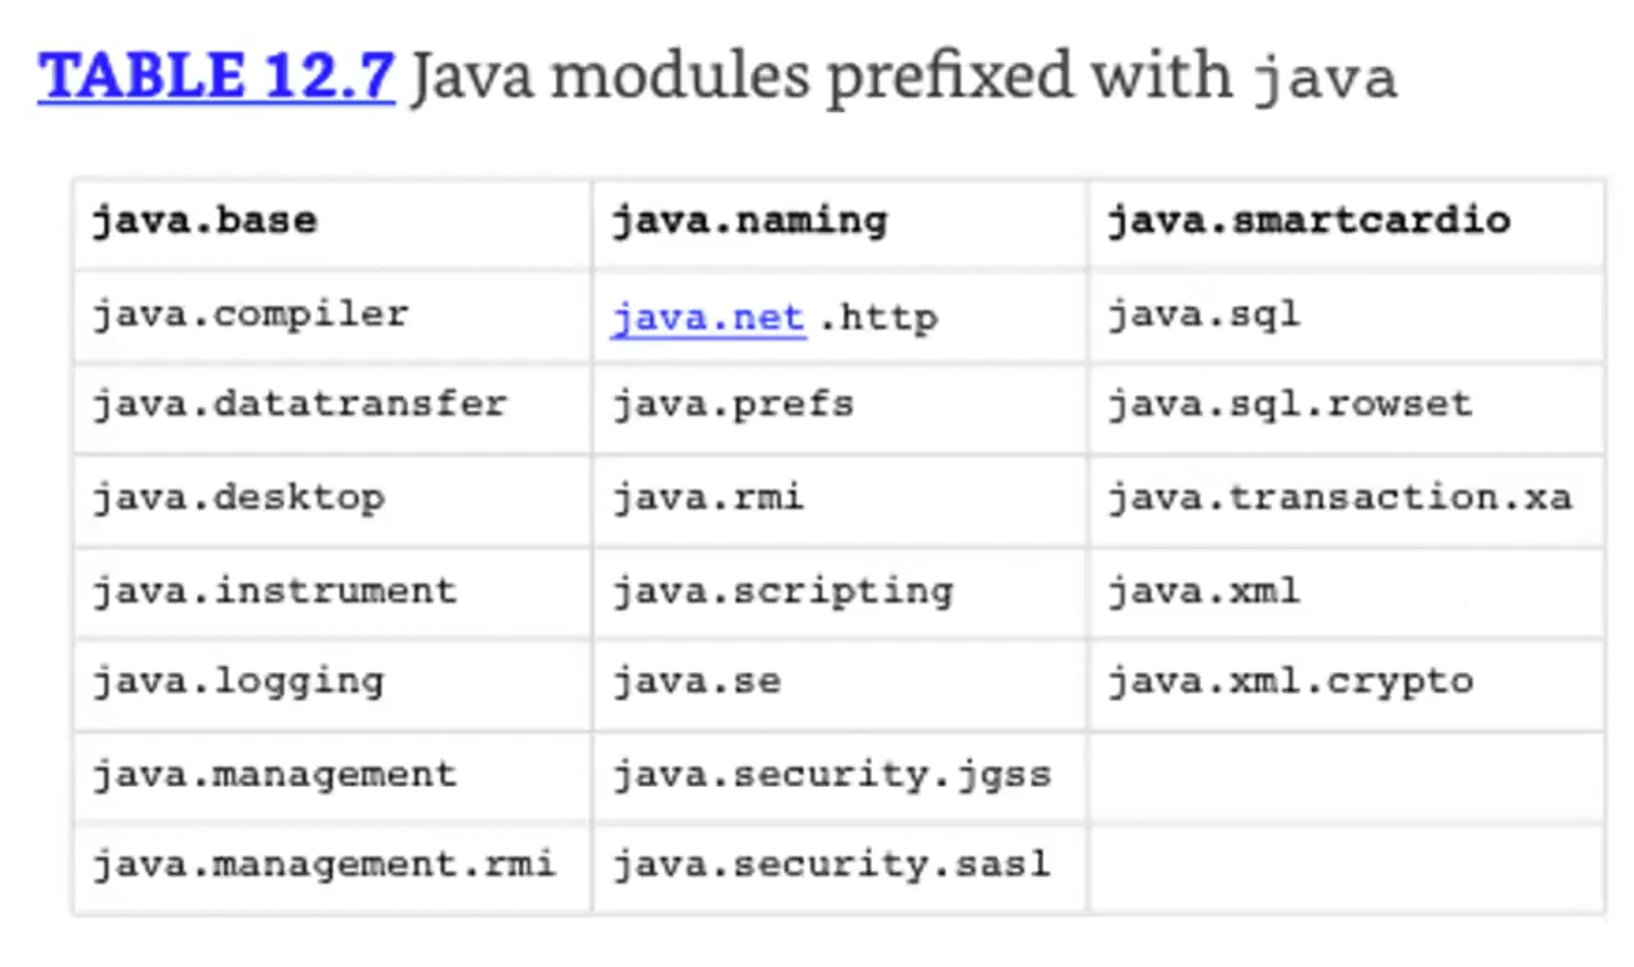 TABLE 12.7 Java modules prefixed with java
java.base java.naming java.smartcardio
java.compiler java.net .http java.sql
java.datatransfer java.prefs java.sql.rowset
java.desktop java.rmi java.transaction.xa
java.instrument java.scripting java.xml
java.logging java.se java.xml.crypto
java.management java.security.jgss
java.management.rmi java.security.sasl